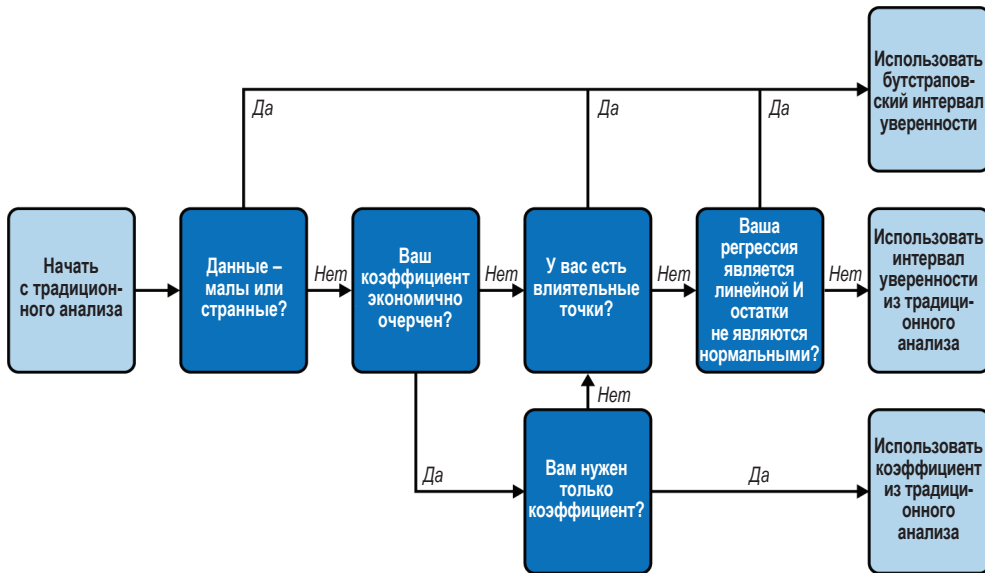 Использовать
бутстрапов-
ский интервал
уверенности
Да
Да
Да
Начать
с традицион-
ного анализа
Данные –
малы или
странные?
Нет
Ваш
коэффициент
экономично
очерчен?
Нет
У вас есть
влиятельные
точки?
Нет
Ваша
регрессия
является
линейной И
остатки
не являются
нормальными?
Нет
Использовать
интервал
уверенности
из традици-
онного
анализа
Нет
Да
Вам нужен
только
коэффициент?
Да
Использовать
коэффициент
из традици-
онного
анализа